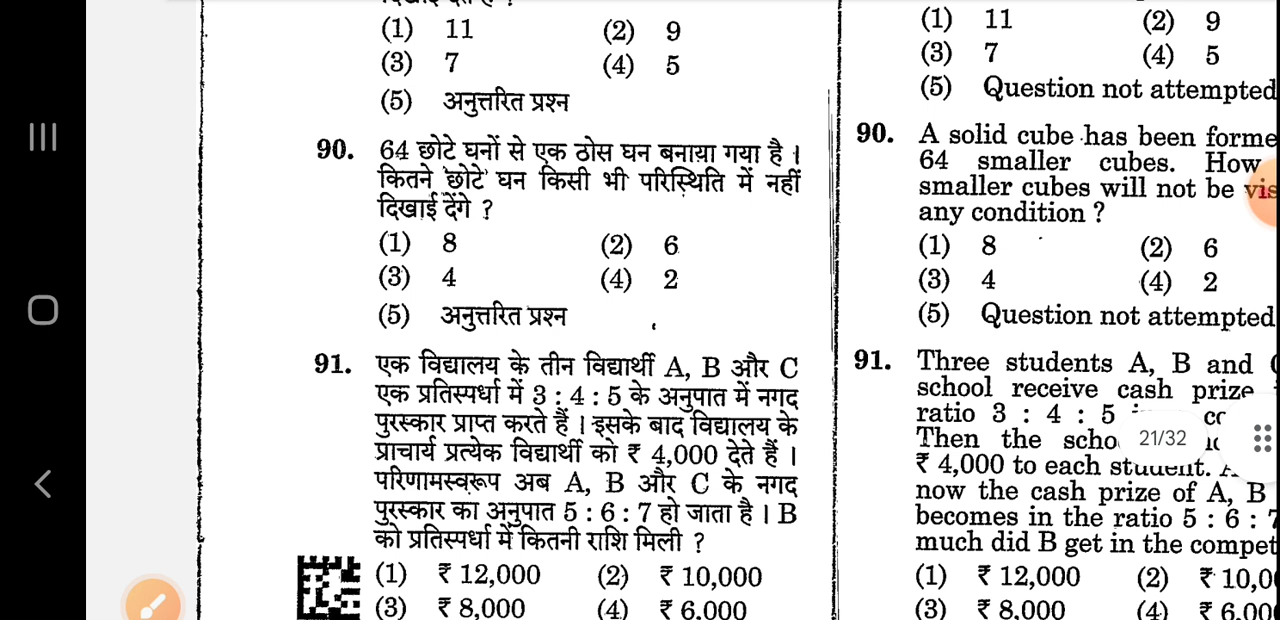 (1) 11 (2) 9
(3) 7 (4) 5
(5) अनुत्तरित प्रश्न
90. 64 छोटे घनों से एक ठोस घन बनाया गया है ।
कितने छोटे घन किसी भी परिस्थिति में नहीं
दिखाई देंगे ?
(1) 8 (2) 6
(3) 4 (4) 2
(5) अनुत्तरित प्रश्न
91. एक विद्यालय के तीन विद्यार्थी A, B और C
एक प्रतिस्पर्धा में 3 : 4 : 5 के अनुपात में नगद
पुरस्कार प्राप्त करते हैं । इसके बाद विद्यालय के
प्राचार्य प्रत्येक विद्यार्थी को ₹ 4,000 देते हैं ।
परिणामस्वरूप अब A, B और C के नगद
पुरस्कार का अनुपात 5 : 6 : 7 हो जाता है । B
को प्रतिस्पर्धा में कितनी राशि मिली ?
(1) ₹ 12,000 (2) ₹ 10,000
(3) ₹ 8,000 (4) ₹ 6,000
(1) 11 (2) 9
(3) 7 (4) 5
(5) Question not attempted
90. A solid cube has been forme
64 smaller cubes. How
smaller cubes will not be vis
any condition ?
(1) 8 (2) 6
(3) 4 (4) 2
(5) Question not attempted
91. Three students A, B and
school receive cash prize
ratio 3 : 4 : 5
Then the scho
₹ 4,000 to each student.
now the cash prize of A, B
becomes in the ratio 5 : 6 : 7
much did B get in the compet
(1) ₹ 12,000 (2) ₹ 10,0
(3) ₹ 8,000 (4) ₹ 6,00
21/32